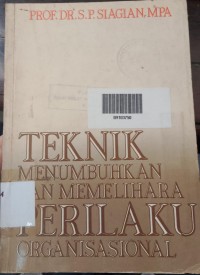 PROF. DR. S. P. SIAGIAN, MPA
TEKNIK
MENUMBUHKAN
DAN MEMELIHARA
PERILAKU
ORGANISASIONAL